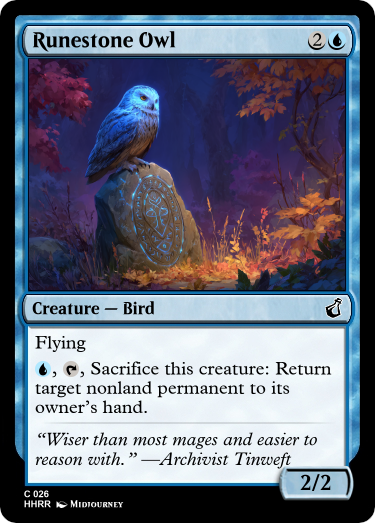 Runestone Owl 2
Creature — Bird
Flying
, , Sacrifice this creature: Return
target nonland permanent to its
owner's hand.
“Wiser than most mages and easier to
reason with.” —Archivist Tinweft
2/2
C 026
HHRR Midjourney